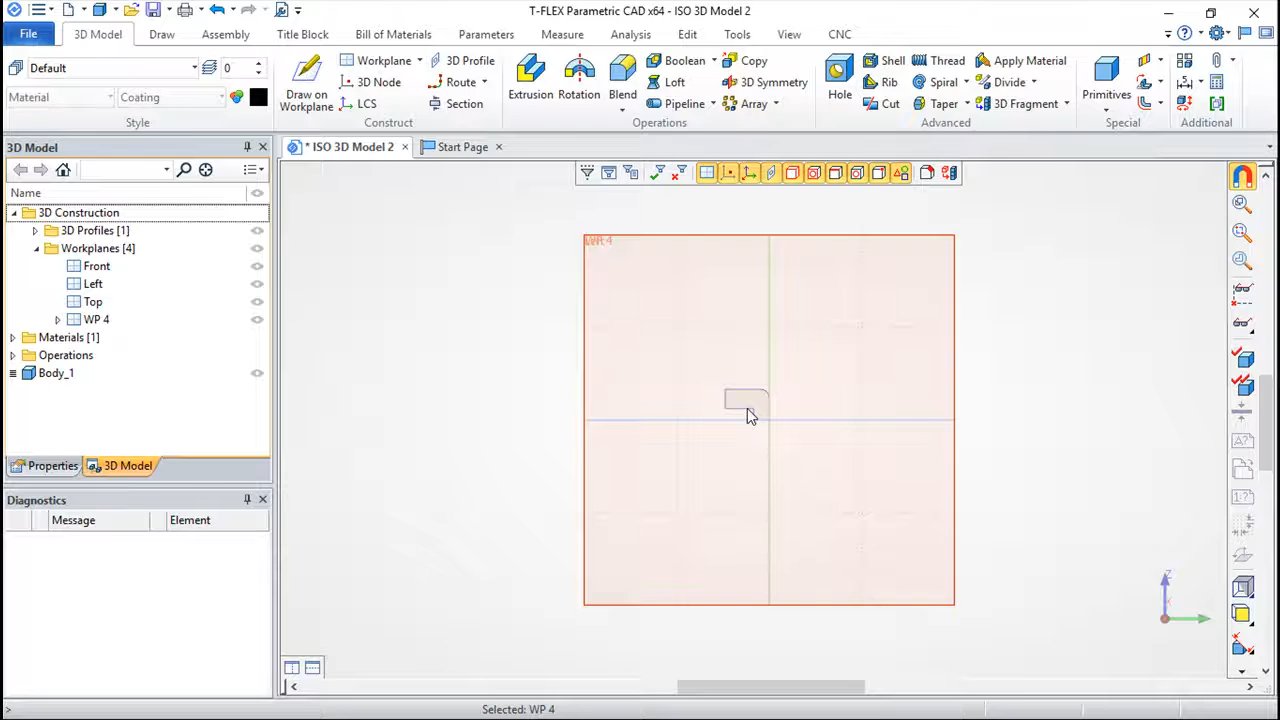 T-FLEX Parametric CAD x64 - ISO 3D Model 2
File
3D Model
Draw
Assembly
Title Block
Bill of Materials
Parameters
Measure
Analysis
Edit
Tools
View
CNC
Default
0
Material
Coating
Style
Draw on Workplane
Workplane
3D Node
LCS
3D Profile
Route
Section
Construct
Extrusion
Rotation
Blend
Boolean
Loft
Pipeline
Copy
3D Symmetry
Array
Operations
Hole
Shell
Rib
Cut
Thread
Spiral
Taper
Apply Material
Divide
3D Fragment
Advanced
Primitives
Special
Additional
3D Model
* ISO 3D Model 2
Start Page
Name
3D Construction
3D Profiles [1]
Workplanes [4]
Front
Left
Top
WP 4
Materials [1]
Operations
Body_1
Properties
3D Model
Diagnostics
Message
Element
Z
Selected: WP 4